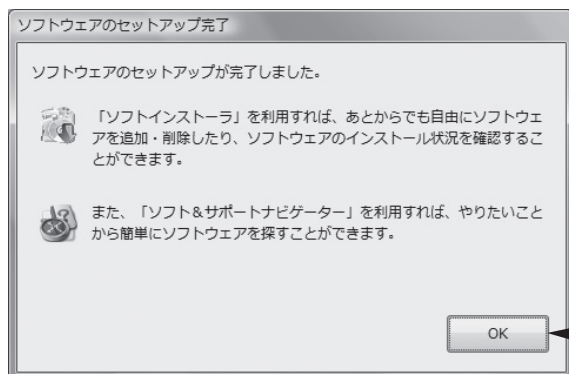 ソフトウェアのセットアップ完了
ソフトウェアのセットアップが完了しました。
「ソフトインストーラ」を利用すれば、あとからでも自由にソフトウェ
アを追加・削除したり、ソフトウェアのインストール状況を確認するこ
とができます。
また、「ソフト&サポートナビゲーター」を利用すれば、やりたいこと
から簡単にソフトウェアを探すことができます。
OK